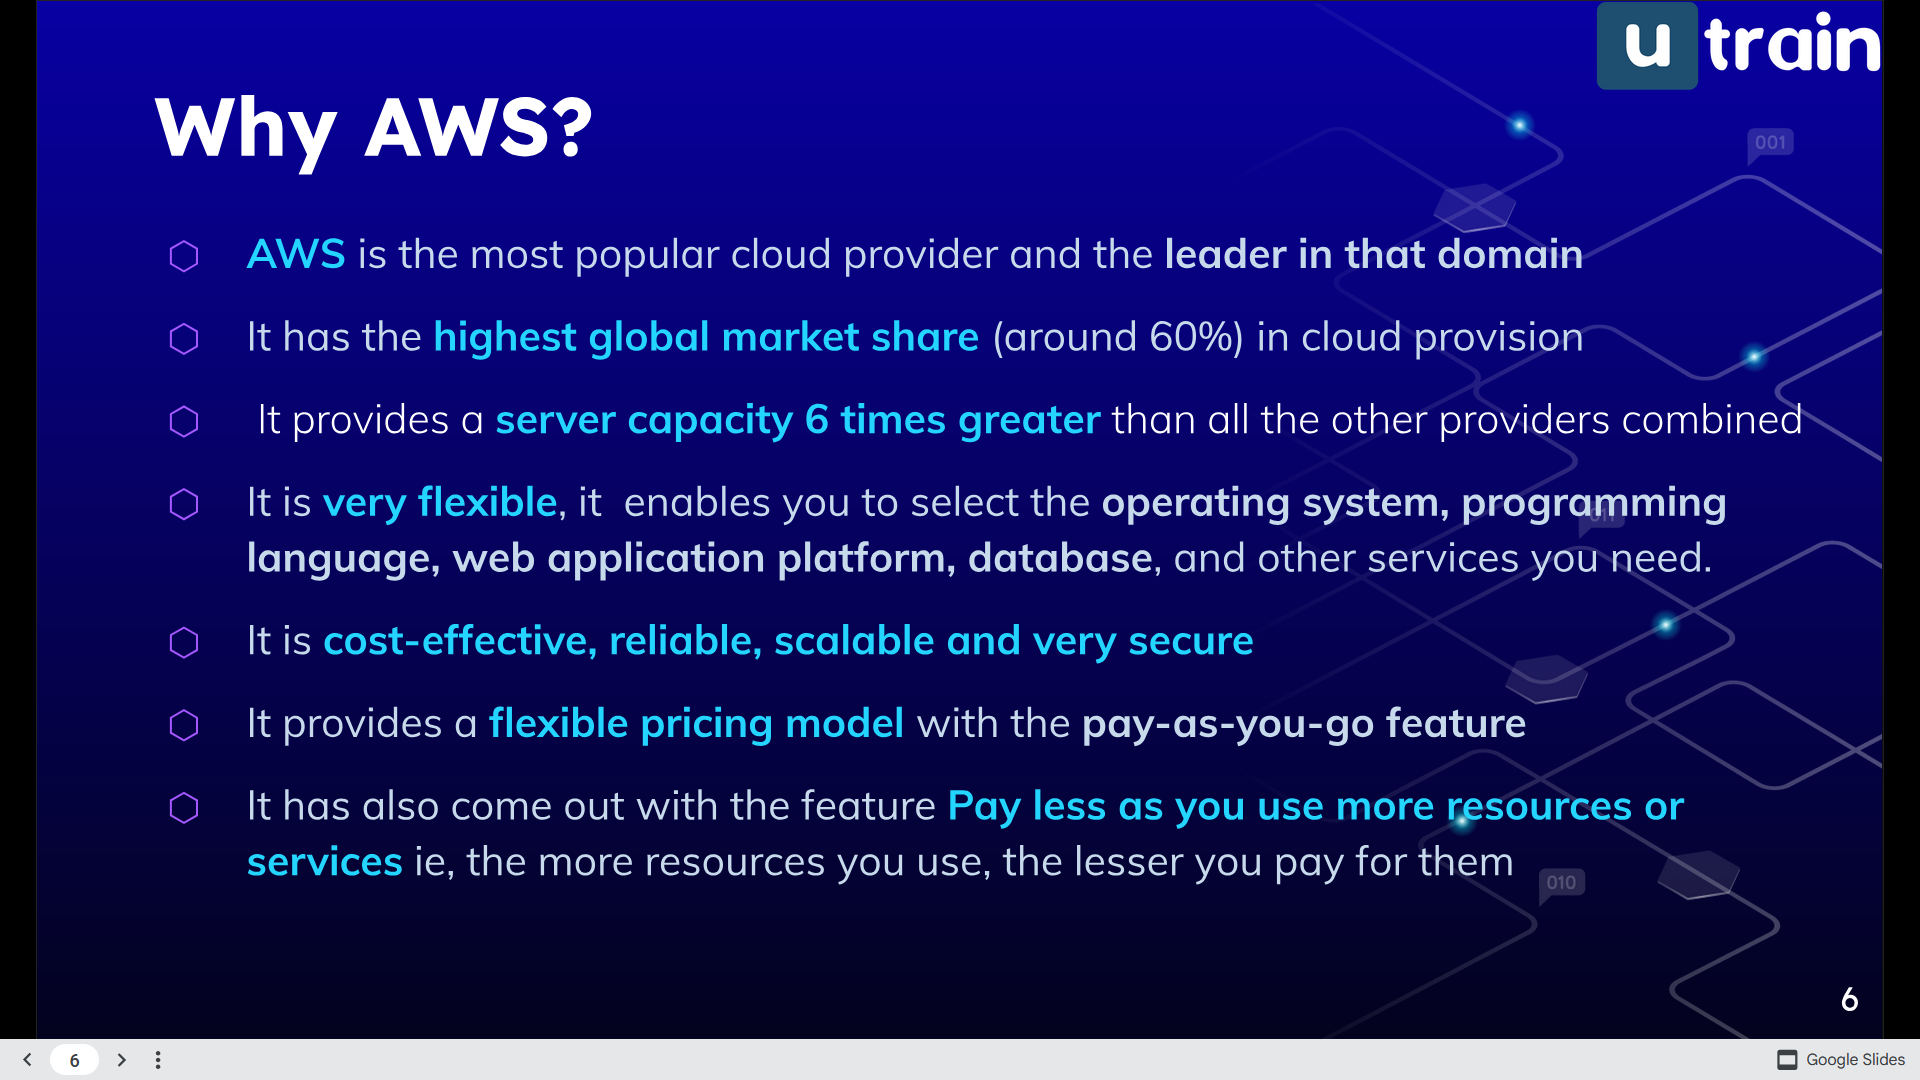 u train
001
Why AWS?
AWS is the most popular cloud provider and the leader in that domain
It has the highest global market share (around 60%) in cloud provision
It provides a server capacity 6 times greater than all the other providers combined
It is very flexible, it  enables you to select the operating system, programming
011
language, web application platform, database, and other services you need.
It is cost-effective, reliable, scalable and very secure
It provides a flexible pricing model with the pay-as-you-go feature
It has also come out with the feature Pay less as you use more resources or
services ie, the more resources you use, the lesser you pay for them
010
6
6
Google Slides